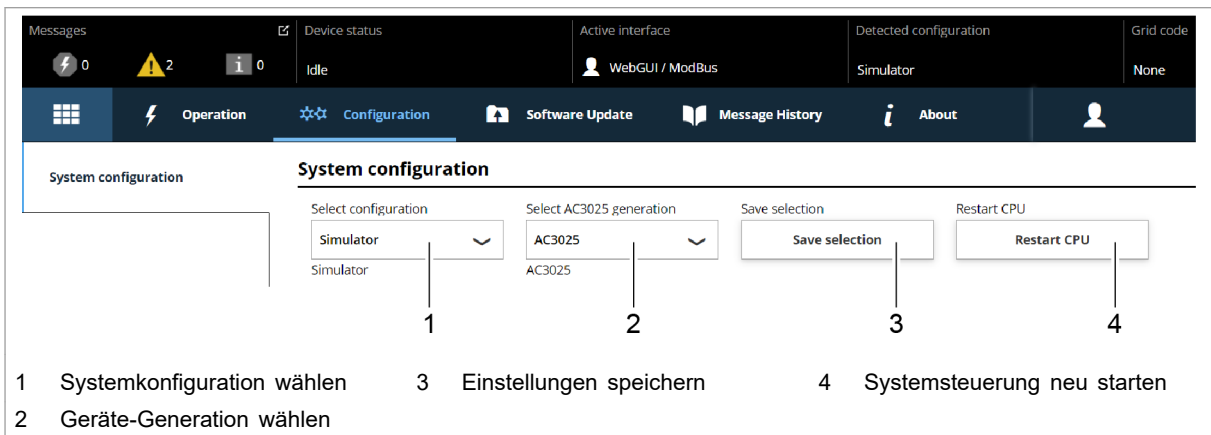 Messages Device status Active interface Detected configuration Grid code
0 2 i 0 Idle WebGUI / ModBus Simulator None
Operation Configuration Software Update Message History i About
System configuration System configuration
Select configuration Select AC3025 generation Save selection Restart CPU
Simulator AC3025 Save selection Restart CPU
Simulator AC3025
1 2 3 4
1 Systemkonfiguration wählen 3 Einstellungen speichern 4 Systemsteuerung neu starten
2 Geräte-Generation wählen